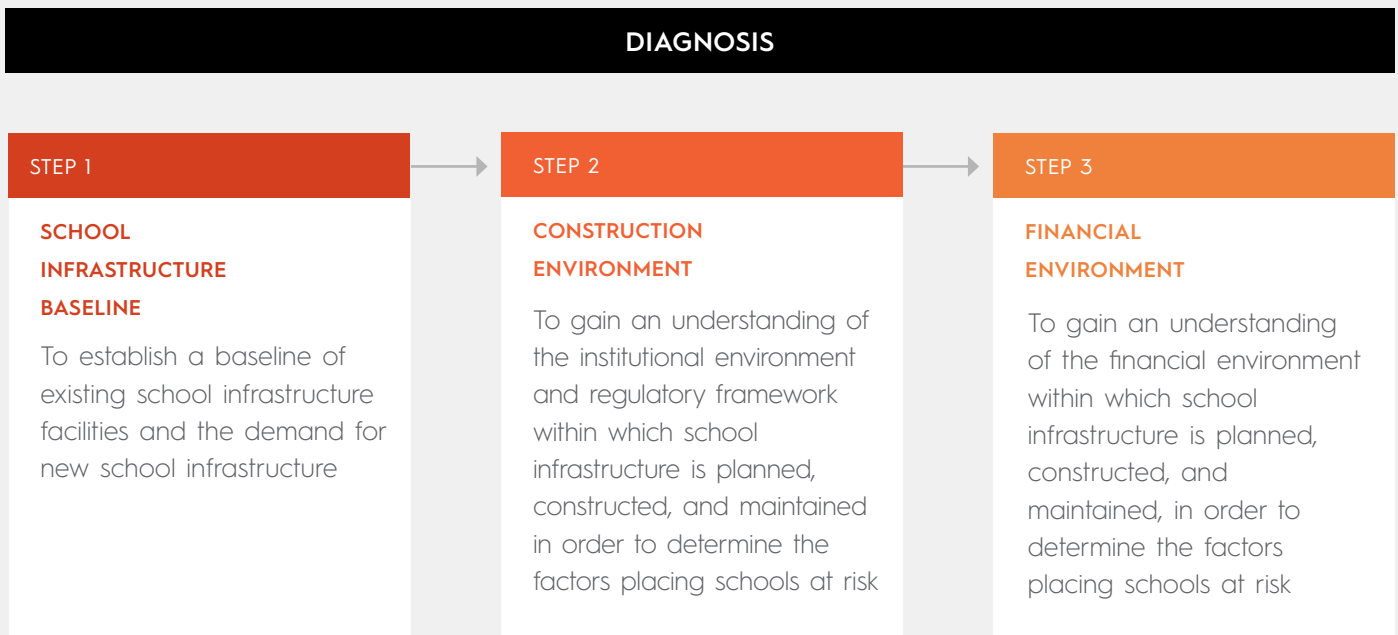 DIAGNOSIS
STEP 1
SCHOOL
INFRASTRUCTURE
BASELINE
To establish a baseline of
existing school infrastructure
facilities and the demand for
new school infrastructure
STEP 2
CONSTRUCTION
ENVIRONMENT
To gain an understanding of
the institutional environment
and regulatory framework
within which school
infrastructure is planned,
constructed, and maintained
in order to determine the
factors placing schools at risk
STEP 3
FINANCIAL
ENVIRONMENT
To gain an understanding
of the financial environment
within which school
infrastructure is planned,
constructed, and
maintained, in order to
determine the factors
placing schools at risk